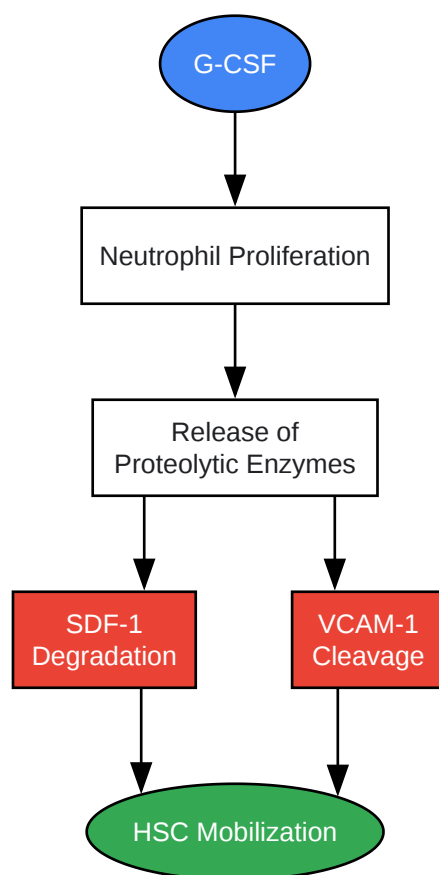 G-CSF
Neutrophil Proliferation
Release of
Proteolytic Enzymes
SDF-1
Degradation
VCAM-1
Cleavage
HSC Mobilization